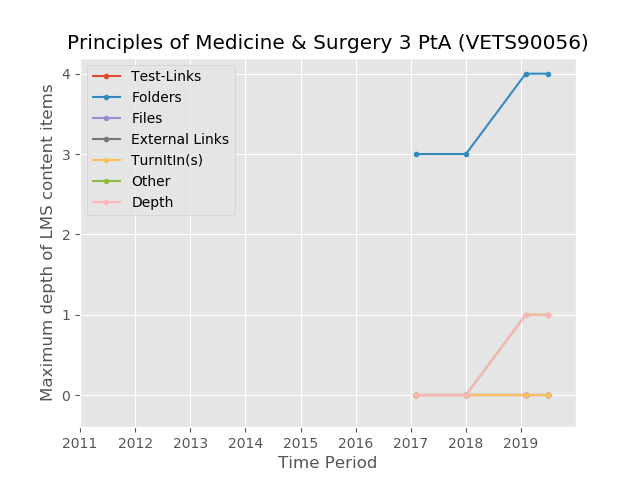 Principles of Medicine & Surgery 3 PtA (VETS90056)
Maximum depth of LMS content items
4
3
2
1
0
Test-Links
Folders
Files
External Links
TurnItIn(s)
Other
Depth
2011 2012 2013 2014 2015 2016 2017 2018 2019
Time Period